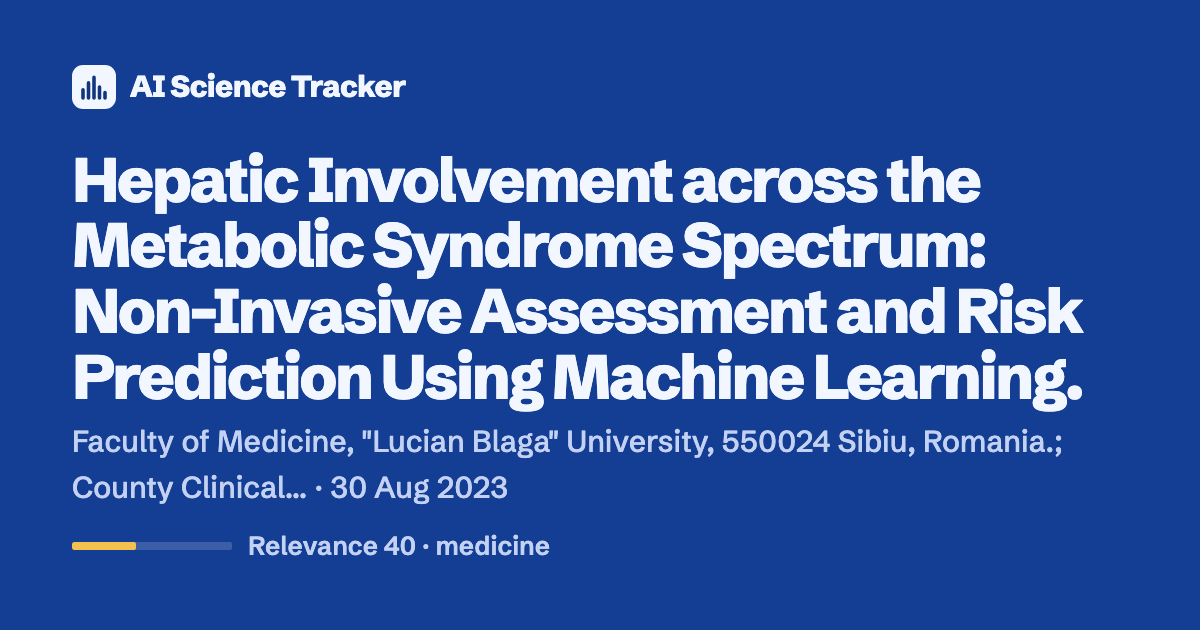 AI Science Tracker
Hepatic Involvement across the
Metabolic Syndrome Spectrum:
Non-Invasive Assessment and Risk
Prediction Using Machine Learning.
Faculty of Medicine, "Lucian Blaga" University, 550024 Sibiu, Romania.;
County Clinical... · 30 Aug 2023
Relevance 40 · medicine